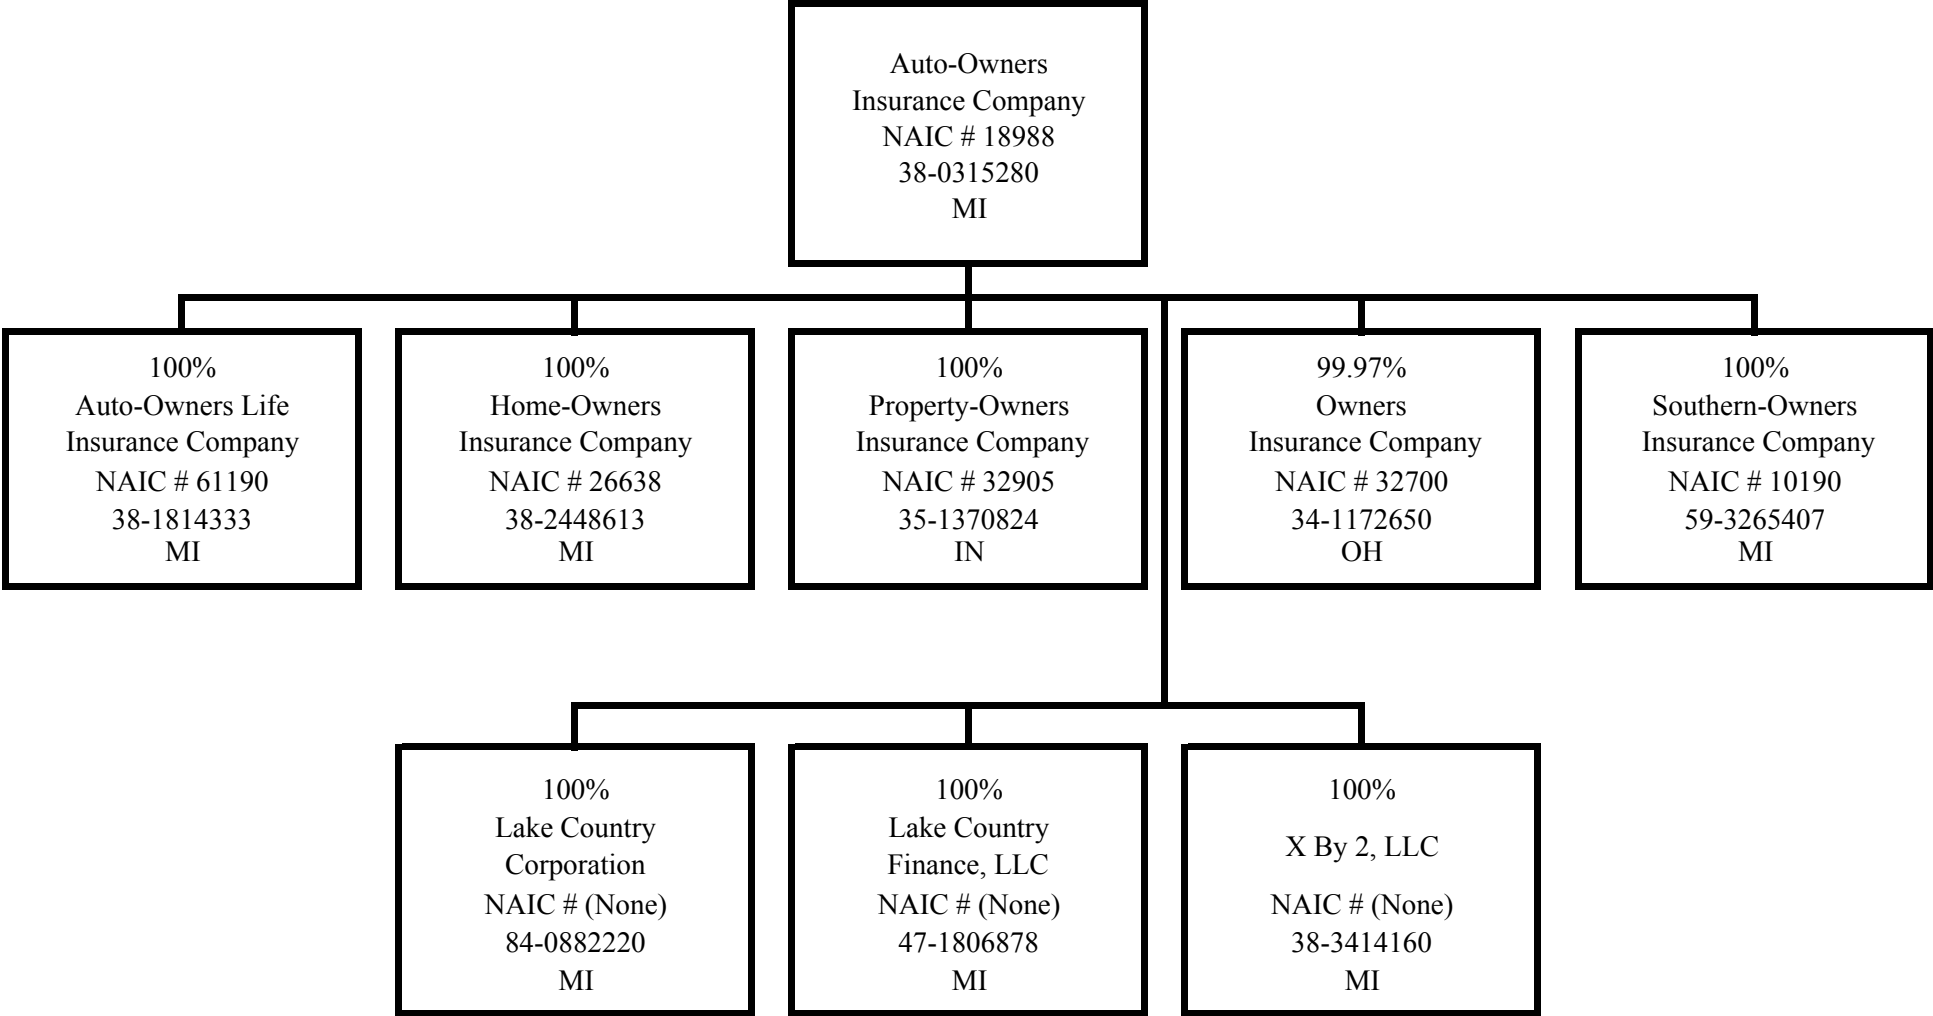 Auto-Owners
Insurance Company
NAIC # 18988
38-0315280
MI
100%
Auto-Owners Life
Insurance Company
NAIC # 61190
38-1814333
MI
100%
Home-Owners
Insurance Company
NAIC # 26638
38-2448613
MI
100%
Property-Owners
Insurance Company
NAIC # 32905
35-1370824
IN
99.97%
Owners
Insurance Company
NAIC # 32700
34-1172650
OH
100%
Southern-Owners
Insurance Company
NAIC # 10190
59-3265407
MI
100%
Lake Country
Corporation
NAIC # (None)
84-0882220
MI
100%
Lake Country
Finance, LLC
NAIC # (None)
47-1806878
MI
100%
X By 2, LLC
NAIC # (None)
38-3414160
MI